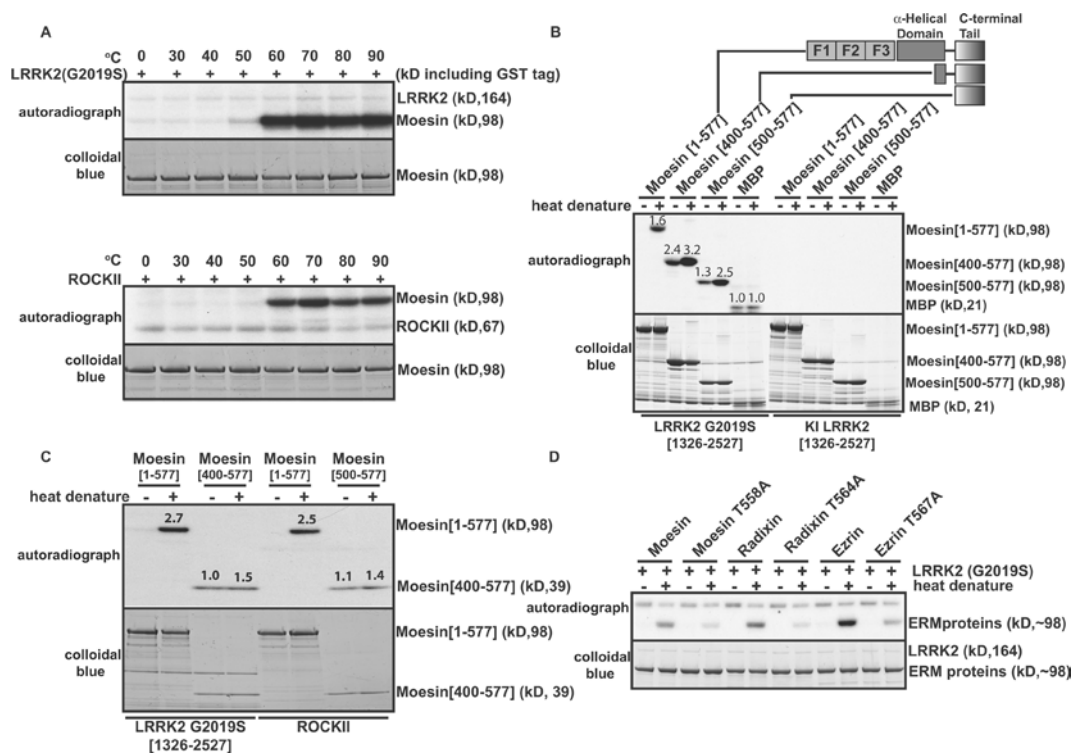 A
°C 0 30 40 50 60 70 80 90
LRRK2(G2019S) + + + + + + + + (kD including GST tag)
autoradiograph
LRRK2 (kD,164)
Moesin (kD,98)
colloidal
blue
Moesin (kD,98)
°C 0 30 40 50 60 70 80 90
ROCKII + + + + + + + +
autoradiograph
Moesin (kD,98)
ROCKII (kD,67)
colloidal
blue
Moesin (kD,98)
B
α-Helical
Domain
C-terminal
Tail
F1 F2 F3
Moesin [1-577]
Moesin [400-577]
Moesin [500-577]
MBP
Moesin [1-577]
Moesin [400-577]
Moesin [500-577]
MBP
heat denature - + - + - + - + - + - + - + - +
autoradiograph
1.6
2.4 3.2
1.3 2.5
1.0 1.0
Moesin[1-577] (kD,98)
Moesin[400-577] (kD,98)
Moesin[500-577] (kD,98)
MBP (kD,21)
colloidal
blue
Moesin[1-577] (kD,98)
Moesin[400-577] (kD,98)
Moesin[500-577] (kD,98)
MBP (kD, 21)
LRRK2 G2019S
[1326-2527]
KI LRRK2
[1326-2527]
C
Moesin Moesin Moesin Moesin
[1-577] [400-577] [1-577] [500-577]
heat denature - + - + - + - +
autoradiograph
2.7 2.5
1.0 1.5 1.1 1.4
Moesin[1-577] (kD,98)
Moesin[400-577] (kD,39)
colloidal
blue
Moesin[1-577] (kD,98)
Moesin[400-577] (kD, 39)
LRRK2 G2019S
[1326-2527]
ROCKII
D
Moesin
Moesin T558A
Radixin
Radixin T564A
Ezrin
Ezrin T567A
+ + + + + + + + + + + + LRRK2 (G2019S)
- + - + - + - + - + - + heat denature
autoradiograph
ERMproteins (kD,~98)
colloidal
blue
LRRK2 (kD,164)
ERM proteins (kD,~98)